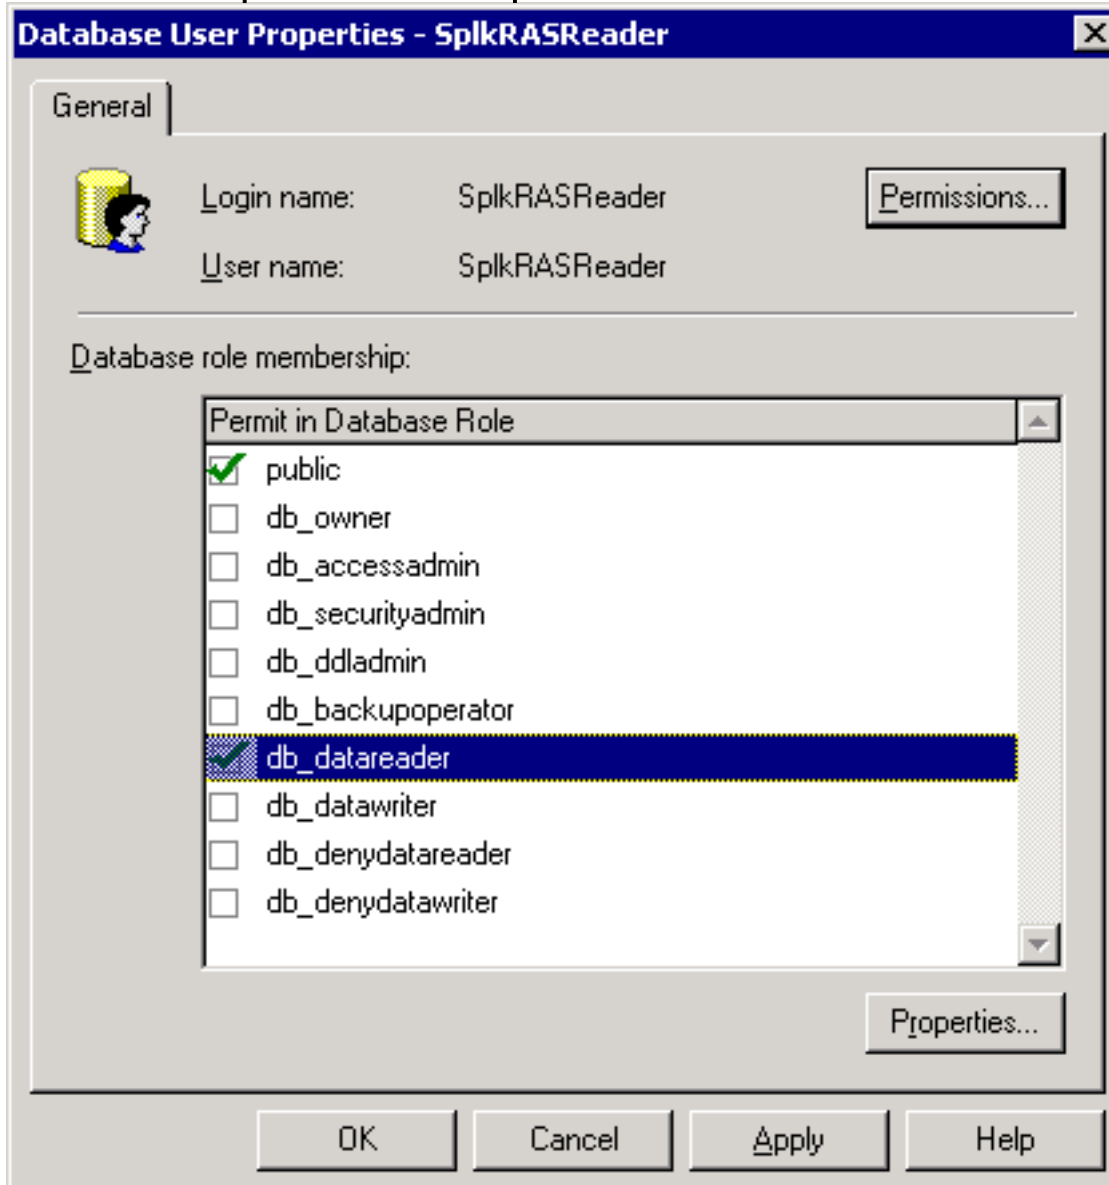 Database User Properties - SplkRASReader
General
Login name: SplkRASReader Permissions...
User name: SplkRASReader
Database role membership:
Permit in Database Role
public
db_owner
db_accessadmin
db_securityadmin
db_ddladmin
db_backupoperator
db_datareader
db_datawriter
db_denydatareader
db_denydatawriter
Properties...
OK Cancel Apply Help